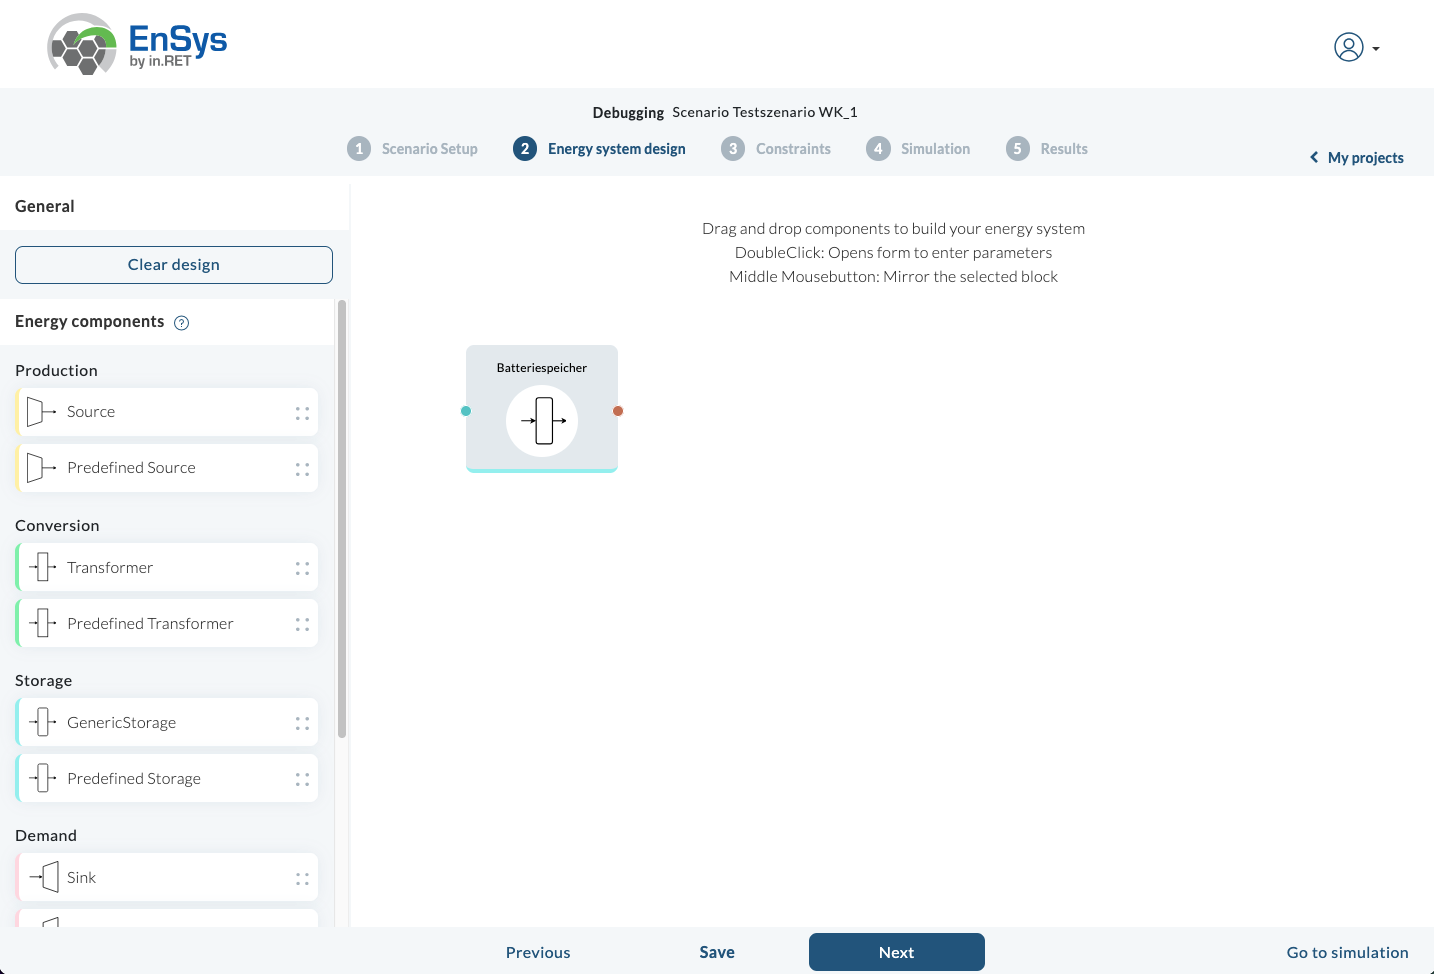 EnSys
by in.RET
Debugging Scenario Testszenario WK_1
1 Scenario Setup 2 Energy system design 3 Constraints 4 Simulation 5 Results
My projects
General
Clear design
Energy components ?
Production
Source
Predefined Source
Conversion
Transformer
Predefined Transformer
Storage
GenericStorage
Predefined Storage
Demand
Sink
Drag and drop components to build your energy system
DoubleClick: Opens form to enter parameters
Middle Mousebutton: Mirror the selected block
Batteriespeicher
Previous Save Next Go to simulation